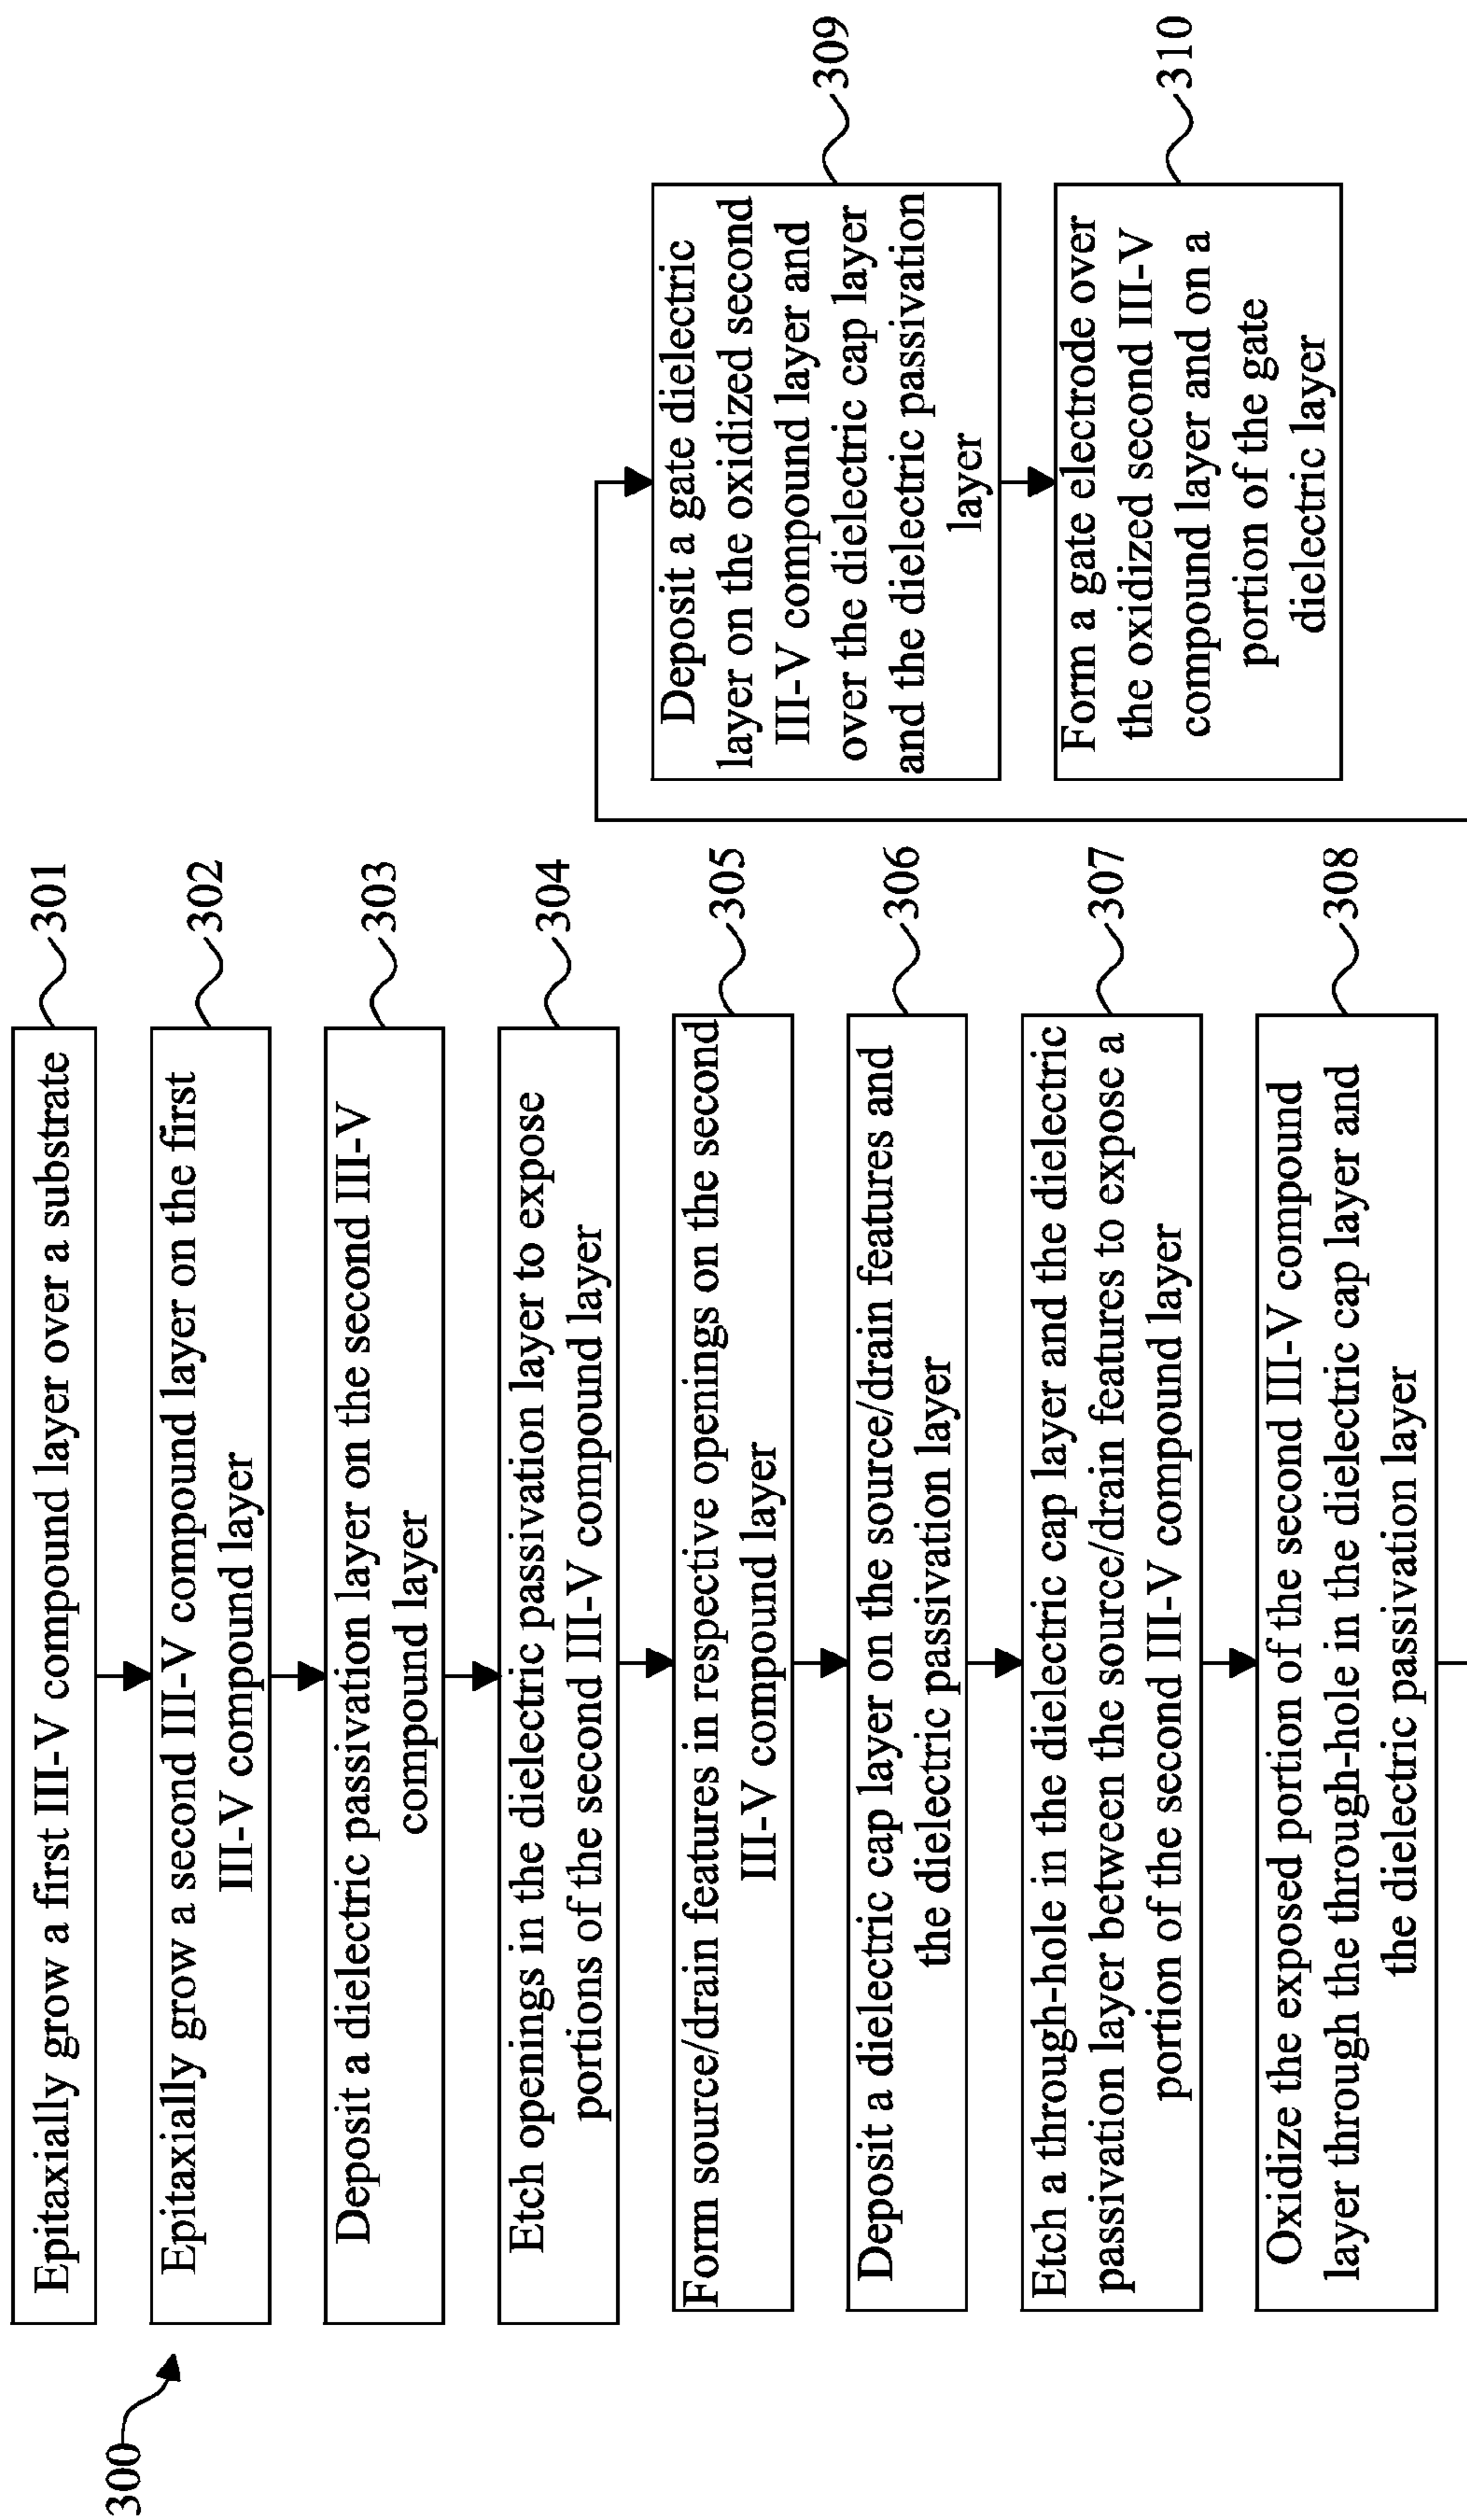 300
Epitaxially grow a first III-V compound layer over a substrate
301
Epitaxially grow a second III-V compound layer on the first
III-V compound layer
302
Deposit a dielectric passivation layer on the second III-V
compound layer
303
Etch openings in the dielectric passivation layer to expose
portions of the second III-V compound layer
304
Form source/drain features in respective openings on the second
III-V compound layer
305
Deposit a dielectric cap layer on the source/drain features and
the dielectric passivation layer
306
Etch a through-hole in the dielectric cap layer and the dielectric
passivation layer between the source/drain features to expose a
portion of the second III-V compound layer
307
Oxidize the exposed portion of the second III-V compound
layer through the through-hole in the dielectric cap layer and
the dielectric passivation layer
308
Deposit a gate dielectric
layer on the oxidized second
III-V compound layer and
over the dielectric cap layer
and the dielectric passivation
layer
309
Form a gate electrode over
the oxidized second III-V
compound layer and on a
portion of the gate
dielectric layer
310